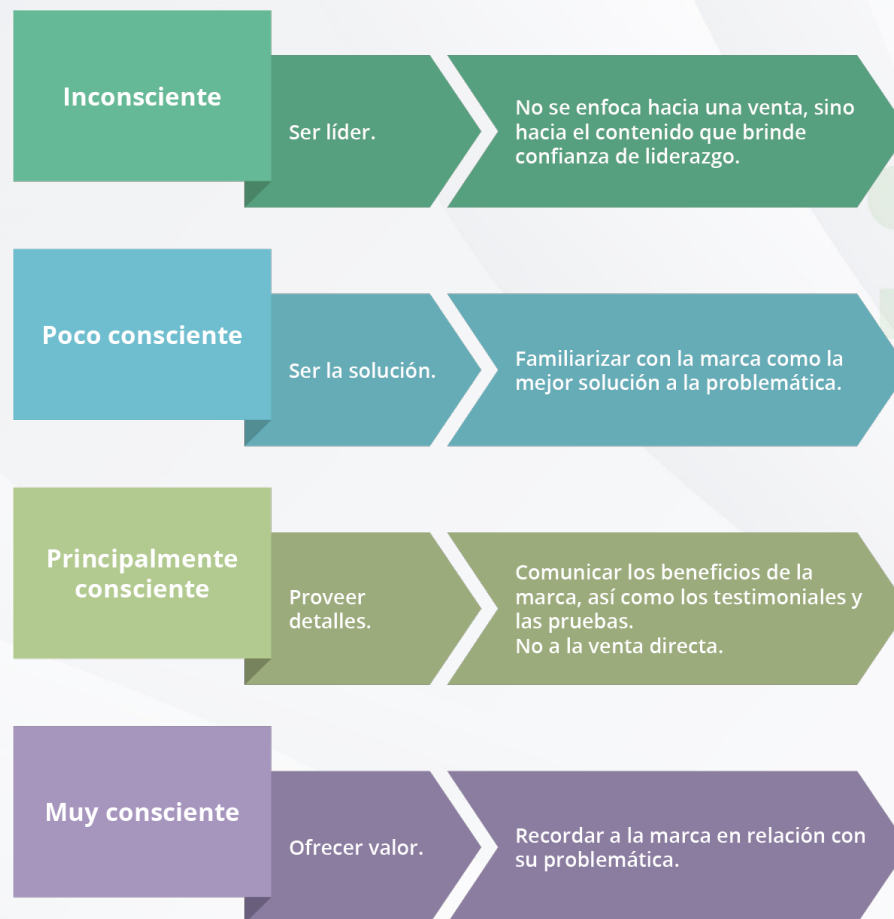 Inconsciente
Ser líder.
No se enfoca hacia una venta, sino
hacia el contenido que brinde
confianza de liderazgo.
Poco consciente
Ser la solución.
Familiarizar con la marca como la
mejor solución a la problemática.
Principalmente
consciente
Proveer
detalles.
Comunicar los beneficios de la
marca, así como los testimoniales y
las pruebas.
No a la venta directa.
Muy consciente
Ofrecer valor.
Recordar a la marca en relación con
su problemática.